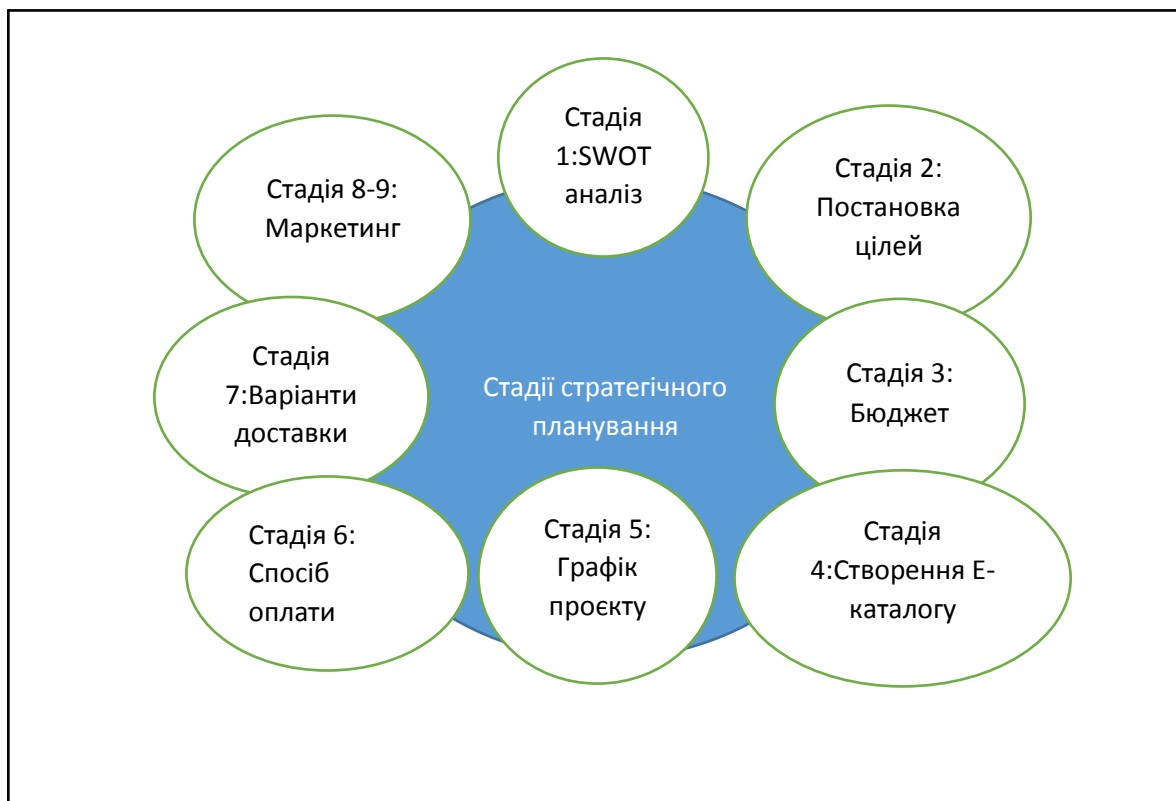 Стадія
1:SWOT
аналіз
Стадія 2:
Постановка
цілей
Стадія 3:
Бюджет
Стадія
4:Створення Е-
каталогу
Стадія 5:
Графік
проєкту
Стадія 6:
Спосіб
оплати
Стадія
7:Варіанти
доставки
Стадія 8-9:
Маркетинг
Стадії стратегічного
планування